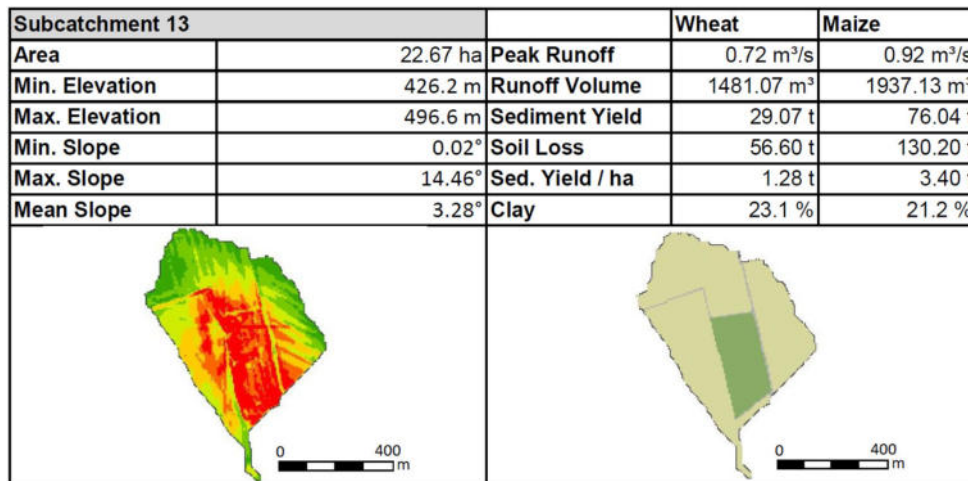 Subcatchment 13 Wheat Maize
Area 22.67 ha Peak Runoff 0.72 m³/s 0.92 m³/s
Min. Elevation 426.2 m Runoff Volume 1481.07 m³ 1937.13 m³
Max. Elevation 496.6 m Sediment Yield 29.07 t 76.04 t
Min. Slope 0.02° Soil Loss 56.60 t 130.20 t
Max. Slope 14.46° Sed. Yield / ha 1.28 t 3.40 t
Mean Slope 3.28° Clay 23.1 % 21.2 %
0 400 0 400
m m